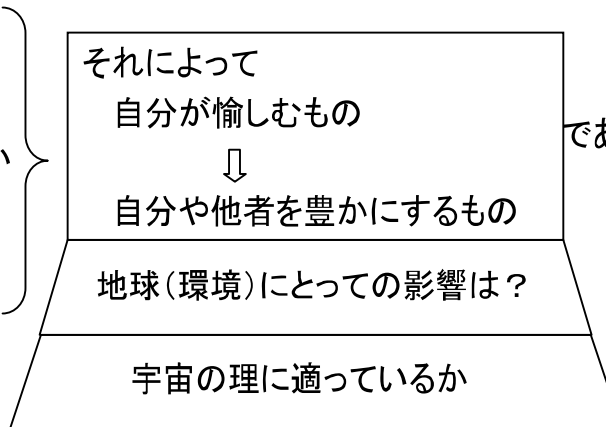 それによって
自分が愉しむもの
⇩
自分や他者を豊かにするもの
であ
地球(環境)にとっての影響は？
宇宙の理に適っているか